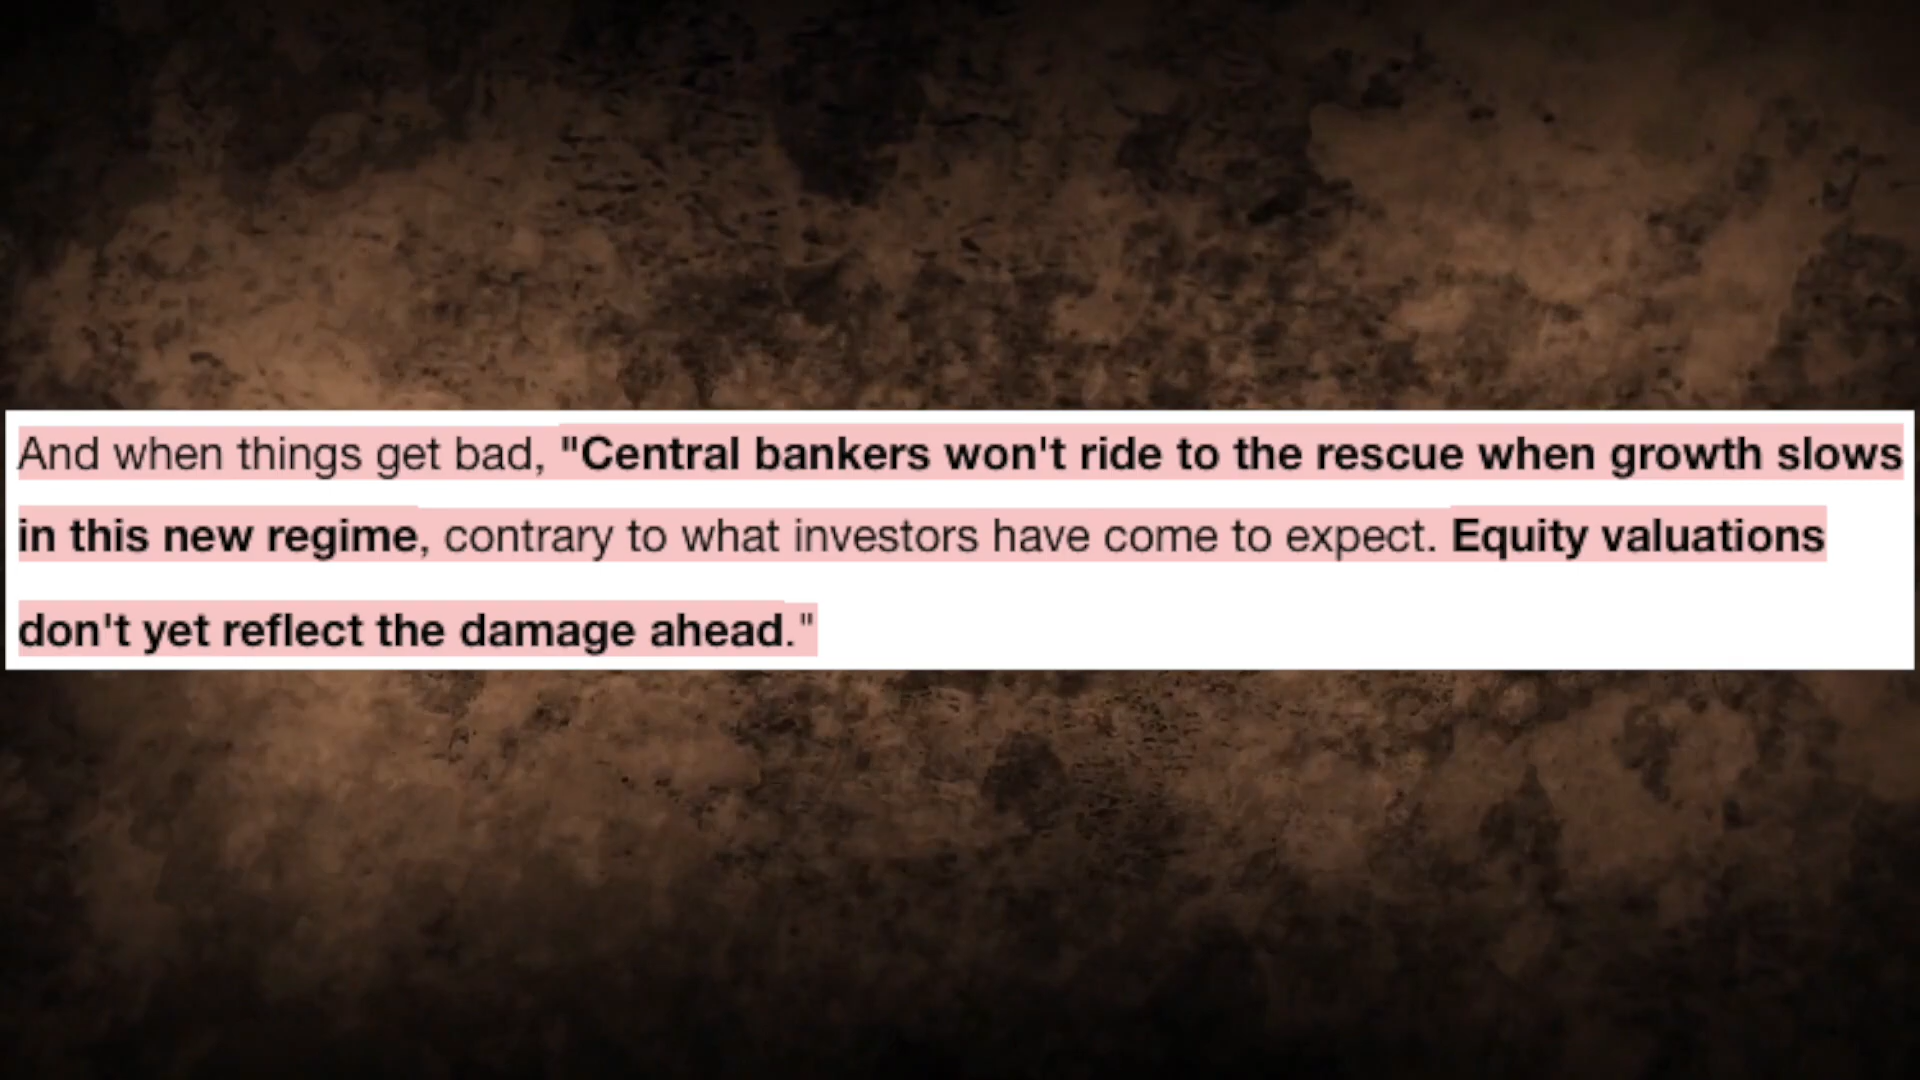 And when things get bad, "Central bankers won't ride to the rescue when growth slows
in this new regime, contrary to what investors have come to expect. Equity valuations
don't yet reflect the damage ahead."